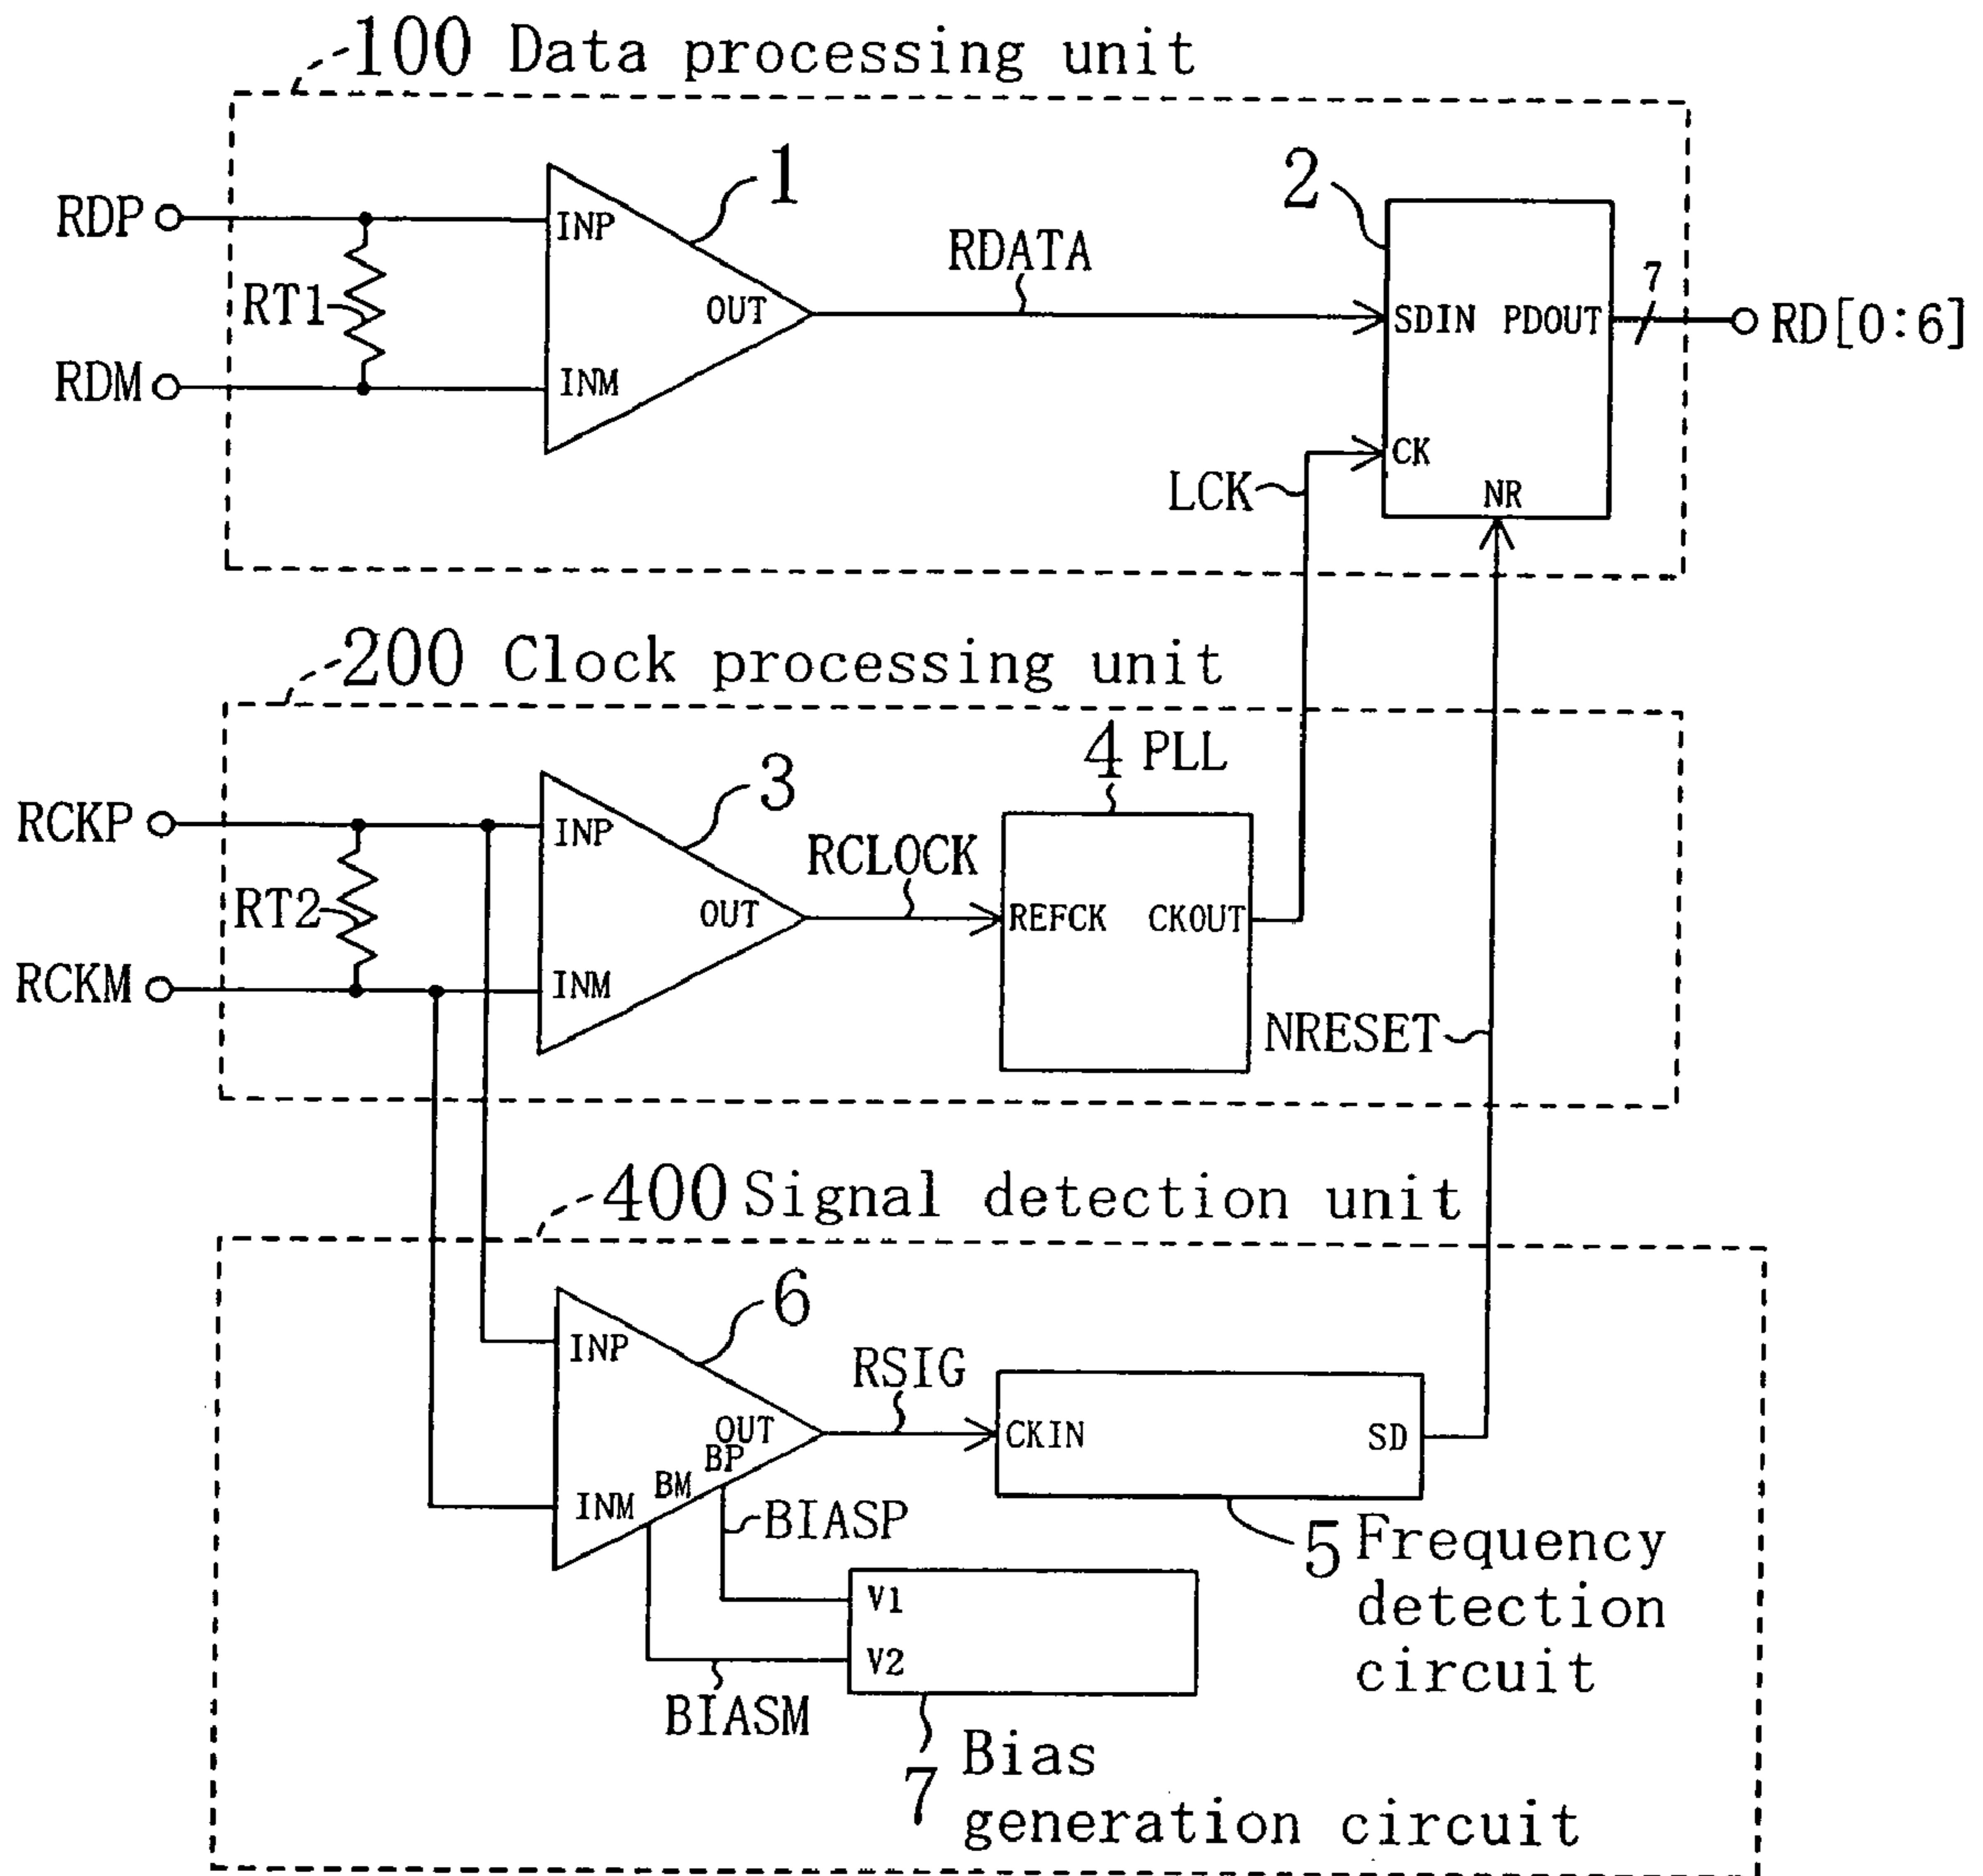 100 Data processing unit
RDP
RDM
RT1
INP
INM
OUT
1
RDATA
2
SDIN PDOUT
CK
NR
7
RD[0:6]
LCK
200 Clock processing unit
RCKP
RCKM
RT2
INP
INM
OUT
3
RCLOCK
4 PLL
REFCK CKOUT
NRESET
400 Signal detection unit
INP
INM
OUT
BP
BM
6
RSIG
CKIN SD
5 Frequency
detection
circuit
BIASP
BIASM
V1
V2
7 Bias
generation circuit